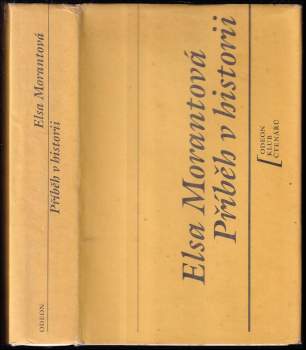 Elsa Morantová
Příběh v historii
ODEON
Elsa Morantová
Příběh v historii
ODEON
KLUB
ČTENÁŘŮ